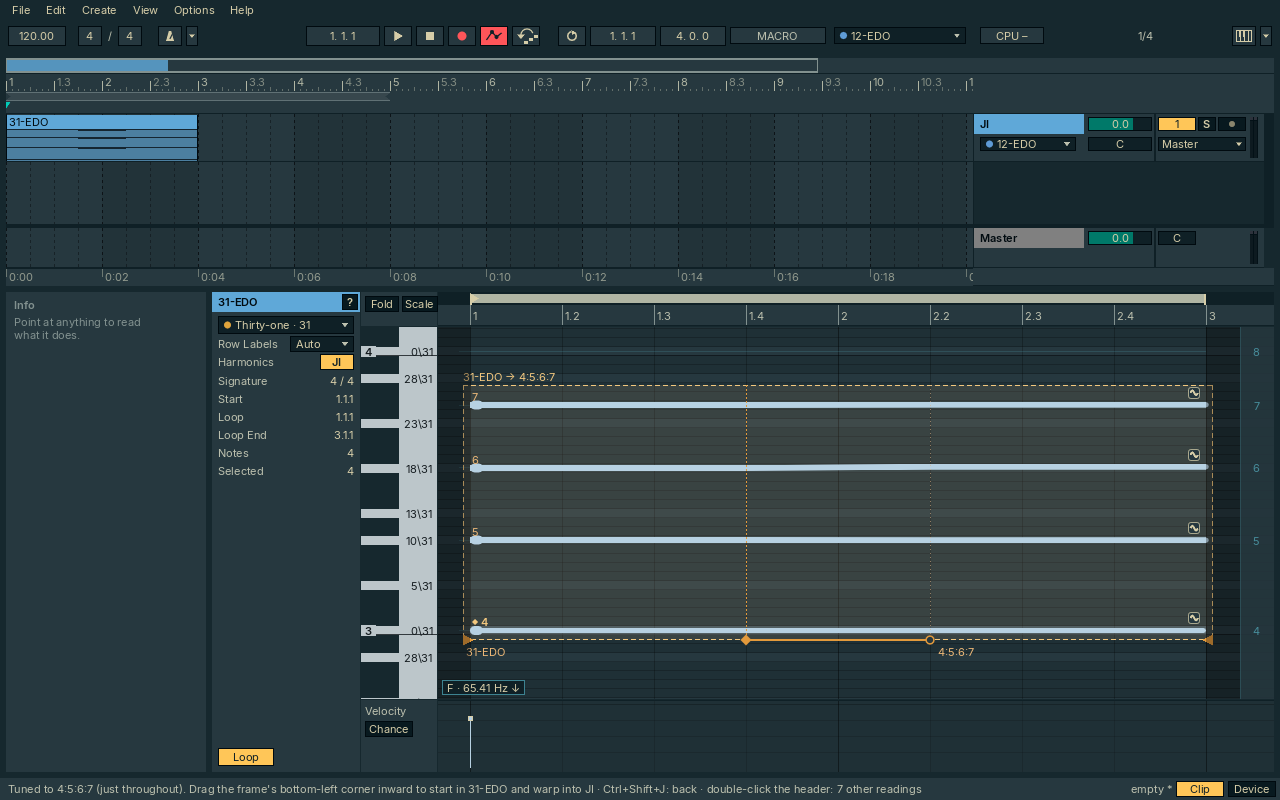 File Edit Create View Options Help
120.00 4 / 4 1. 1. 1 1. 1. 1 4. 0. 0 MACRO 12-EDO CPU – 1/4
1 1.3 2 2.3 3 3.3 4 4.3 5 5.3 6 6.3 7 7.3 8 8.3 9 9.3 10 10.3 1
31-EDO
JI 0.0 1 S
12-EDO C Master
Master 0.0 C
0:00 0:02 0:04 0:06 0:08 0:10 0:12 0:14 0:16 0:18
Info
Point at anything to read
what it does.
31-EDO ?
Thirty-one · 31
Row Labels Auto
Harmonics JI
Signature 4 / 4
Start 1.1.1
Loop 1.1.1
Loop End 3.1.1
Notes 4
Selected 4
Loop
Fold Scale
1 1.2 1.3 1.4 2 2.2 2.3 2.4 3
4 0\31 8
28\31 31-EDO → 4:5:6:7
7 7
23\31
6
18\31 6
13\31
5
10\31 5
5\31
4
3 0\31 4
31-EDO 4:5:6:7
28\31
F · 65.41 Hz ↓
Velocity
Chance
Tuned to 4:5:6:7 (just throughout). Drag the frame's bottom-left corner inward to start in 31-EDO and warp into JI · Ctrl+Shift+J: back · double-click the header: 7 other readings
empty * Clip Device